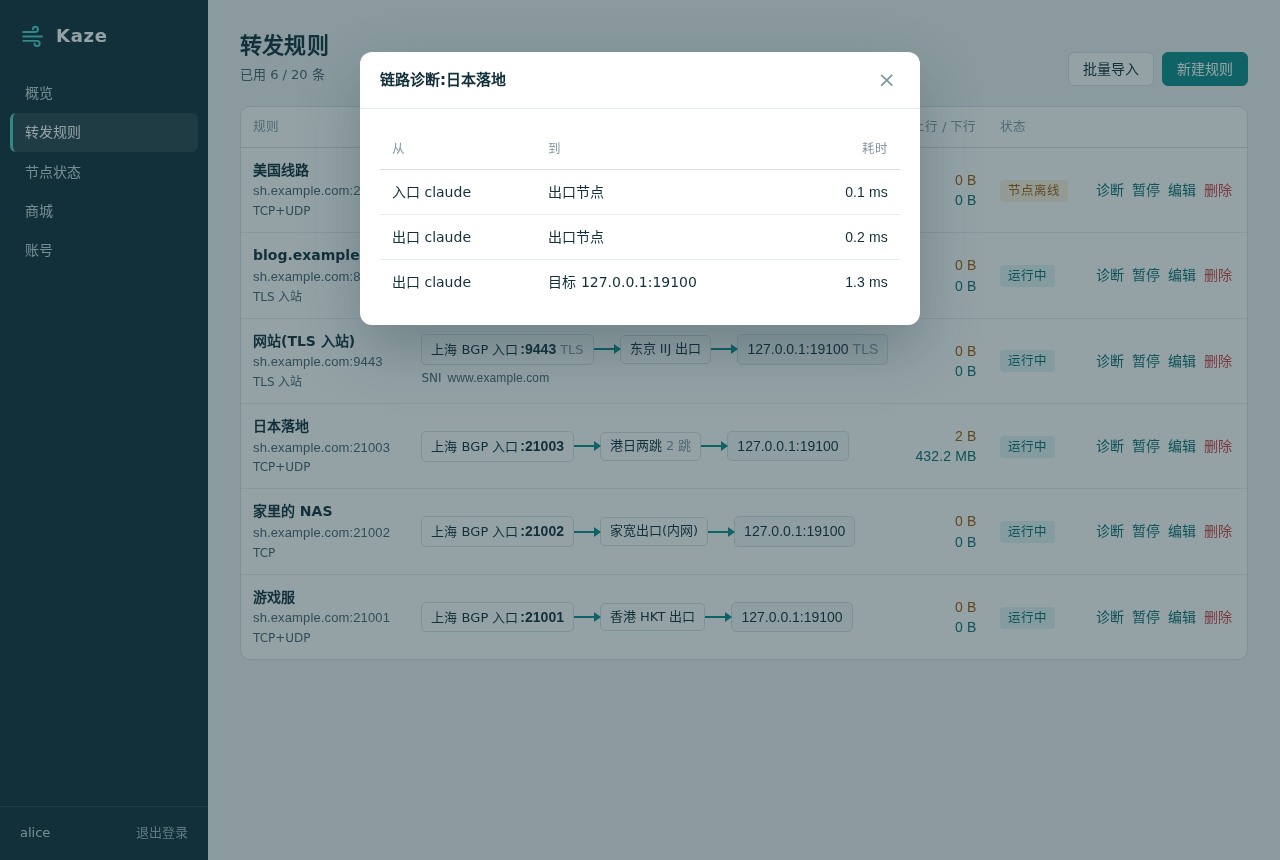 Kaze
概览
转发规则
节点状态
商城
账号
alice
退出登录
转发规则
已用 6 / 20 条
批量导入
新建规则
链路诊断:日本落地
从 到 耗时
入口 claude 出口节点 0.1 ms
出口 claude 出口节点 0.2 ms
出口 claude 目标 127.0.0.1:19100 1.3 ms
规则 行 / 下行 状态
美国线路
sh.example.com:2
TCP+UDP
0 B
0 B
节点离线
诊断 暂停 编辑 删除
blog.example
sh.example.com:8
TLS 入站
0 B
0 B
运行中
诊断 暂停 编辑 删除
网站(TLS 入站)
sh.example.com:9443
TLS 入站
上海 BGP 入口:9443 TLS 东京 IIJ 出口 127.0.0.1:19100 TLS
SNI www.example.com
0 B
0 B
运行中
诊断 暂停 编辑 删除
日本落地
sh.example.com:21003
TCP+UDP
上海 BGP 入口:21003 港日两跳 2 跳 127.0.0.1:19100
2 B
432.2 MB
运行中
诊断 暂停 编辑 删除
家里的 NAS
sh.example.com:21002
TCP
上海 BGP 入口:21002 家宽出口(内网) 127.0.0.1:19100
0 B
0 B
运行中
诊断 暂停 编辑 删除
游戏服
sh.example.com:21001
TCP+UDP
上海 BGP 入口:21001 香港 HKT 出口 127.0.0.1:19100
0 B
0 B
运行中
诊断 暂停 编辑 删除